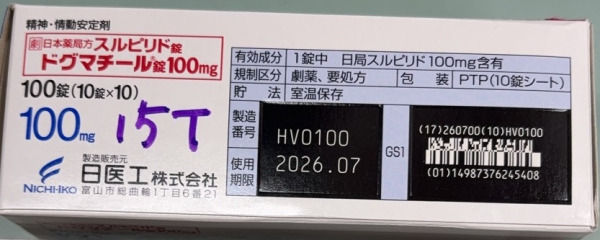 精神・情動安定剤
劇 日本薬局方 スルピリド錠
ドグマチール®錠100mg
100錠(10錠×10)
100mg 15T
製造販売元
日医工株式会社
NICHI-IKO 富山市総曲輪1丁目6番21
有効成分 1錠中 日局スルピリド100mg含有
規制区分 劇薬、処方箋医薬品
包装 PTP(10錠シート)
貯法 室温保存
製造番号 HV0100
使用期限 2026.07
GS1
(17)260700(10)HV0100
(01)14987376245408